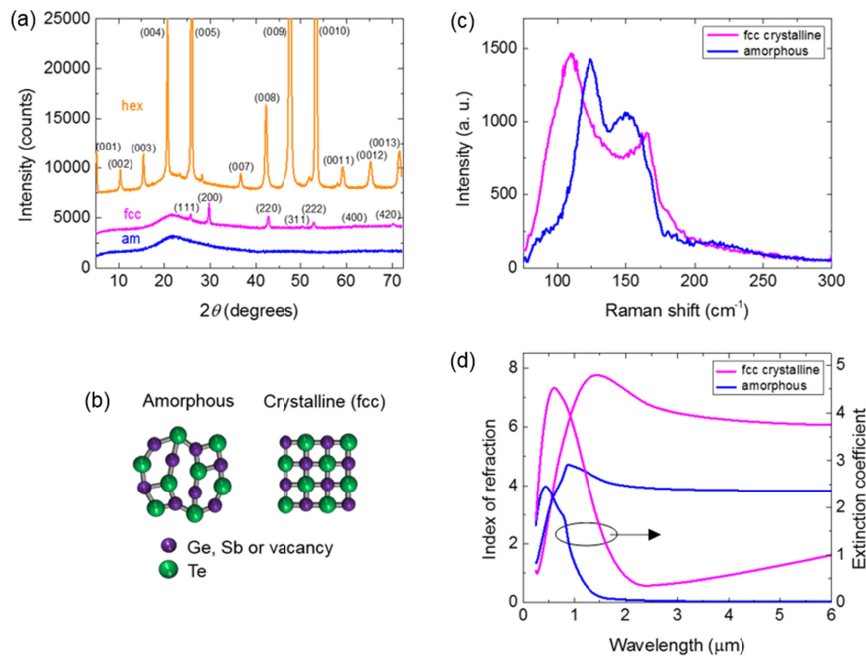 (a)
25000
20000
15000
10000
5000
0
Intensity (counts)
10 20 30 40 50 60 70
2θ (degrees)
hex
fcc
am
(001)
(002)
(003)
(004)
(005)
(007)
(008)
(009)
(0010)
(0011)
(0012)
(0013)
(111)
(200)
(220)
(311)
(222)
(400)
(420)
(c)
fcc crystalline
amorphous
1500
1000
500
0
Intensity (a. u.)
100 150 200 250 300
Raman shift (cm⁻¹)
(b)
Amorphous Crystalline (fcc)
Ge, Sb or vacancy
Te
(d)
fcc crystalline
amorphous
8
6
4
2
0
Index of refraction
5
4
3
2
1
0
Extinction coefficient
0 1 2 3 4 5 6
Wavelength (μm)